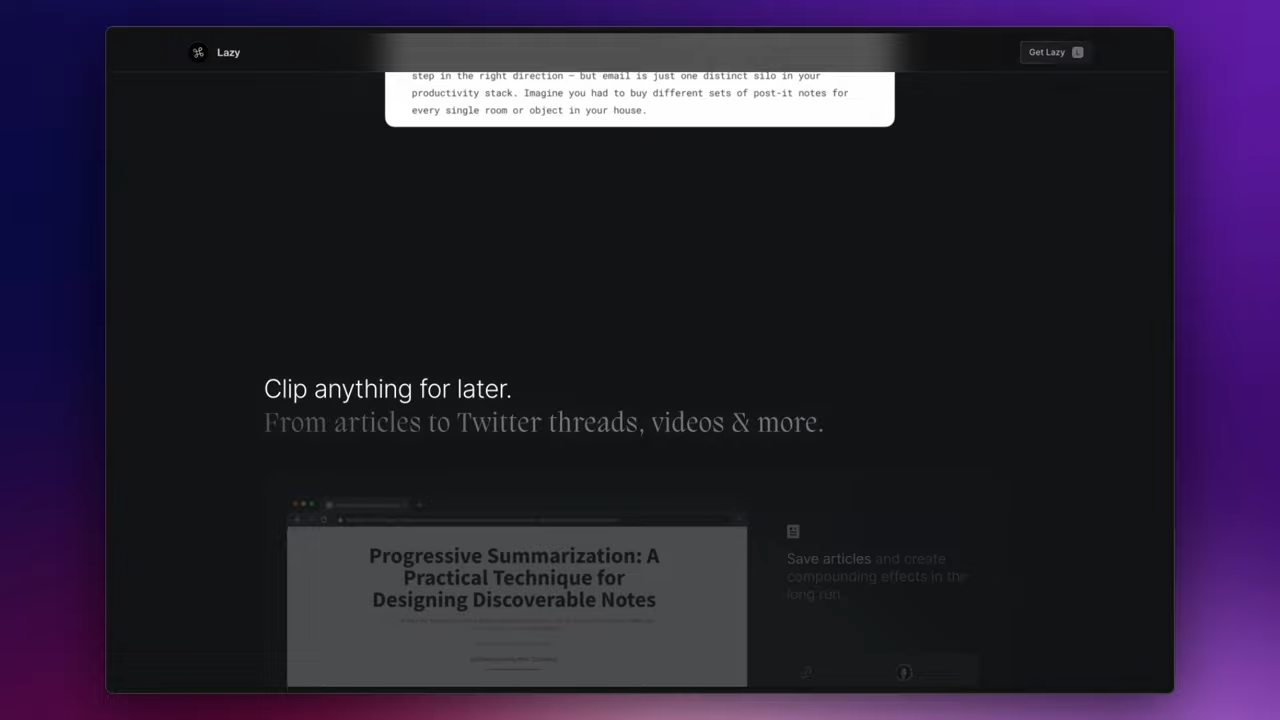 Lazy
Get Lazy L
step in the right direction — but email is just one distinct silo in your
productivity stack. Imagine you had to buy different sets of post-it notes for
every single room or object in your house.
Clip anything for later.
From articles to Twitter threads, videos & more.
Progressive Summarization: A
Practical Technique for
Designing Discoverable Notes
Save articles and create
compounding effects in the
long run.